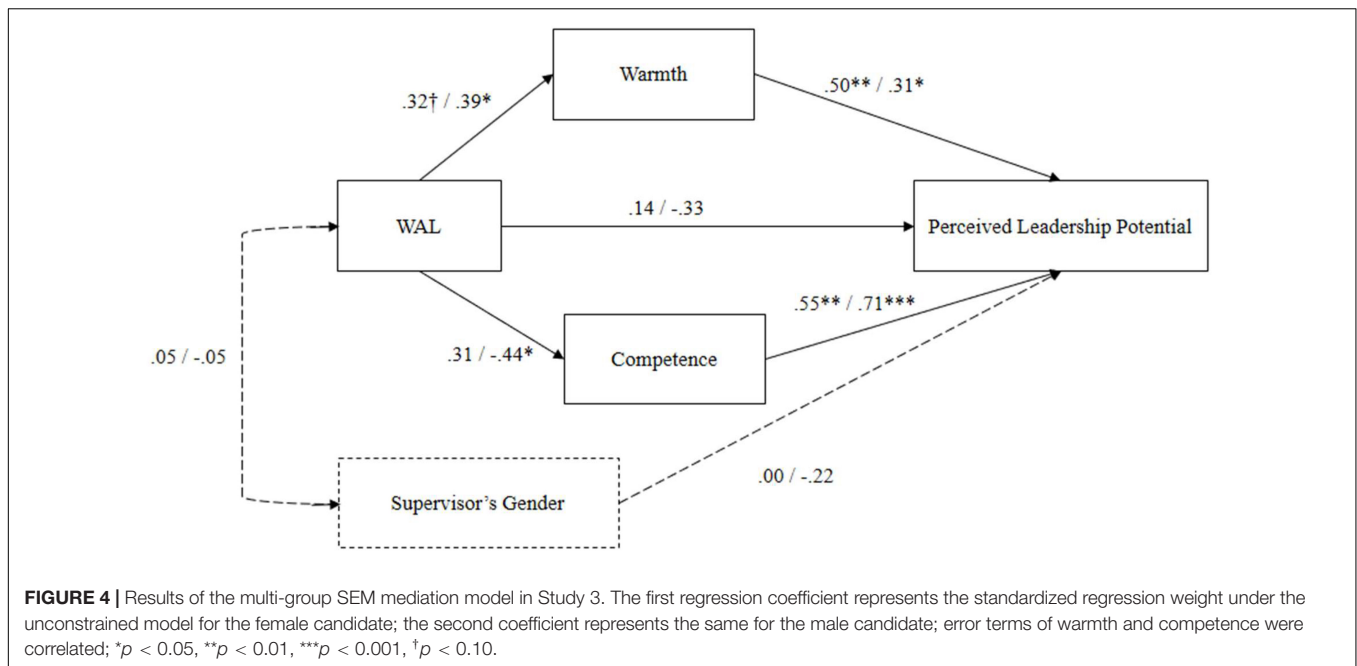 Warmth
.32† / .39*
.50** / .31*
WAL
.14 / -.33
Perceived Leadership Potential
.55** / .71***
.05 / -.05
.31 / -.44*
Competence
.00 / -.22
Supervisor's Gender
FIGURE 4 | Results of the multi-group SEM mediation model in Study 3. The first regression coefficient represents the standardized regression weight under the
unconstrained model for the female candidate; the second coefficient represents the same for the male candidate; error terms of warmth and competence were
correlated; *p < 0.05, **p < 0.01, ***p < 0.001, †p < 0.10.